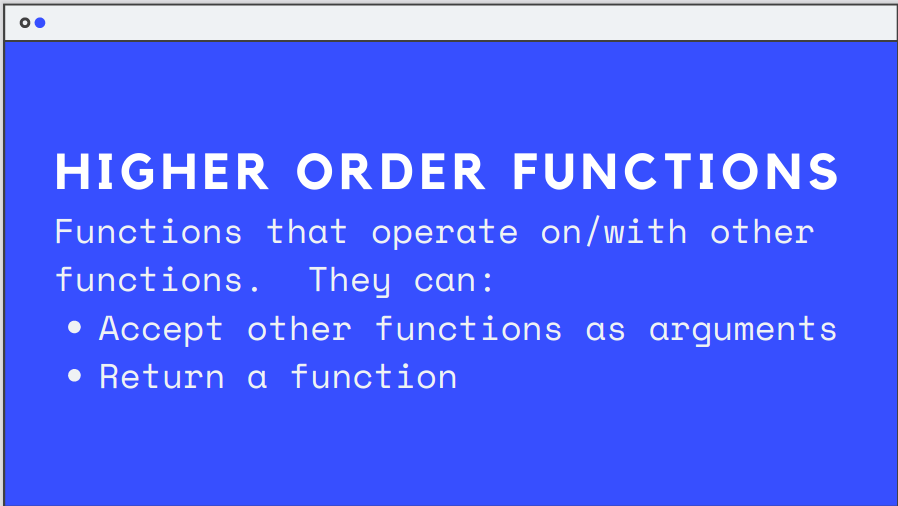 HIGHER ORDER FUNCTIONS
Functions that operate on/with other
functions.  They can:
• Accept other functions as arguments
• Return a function